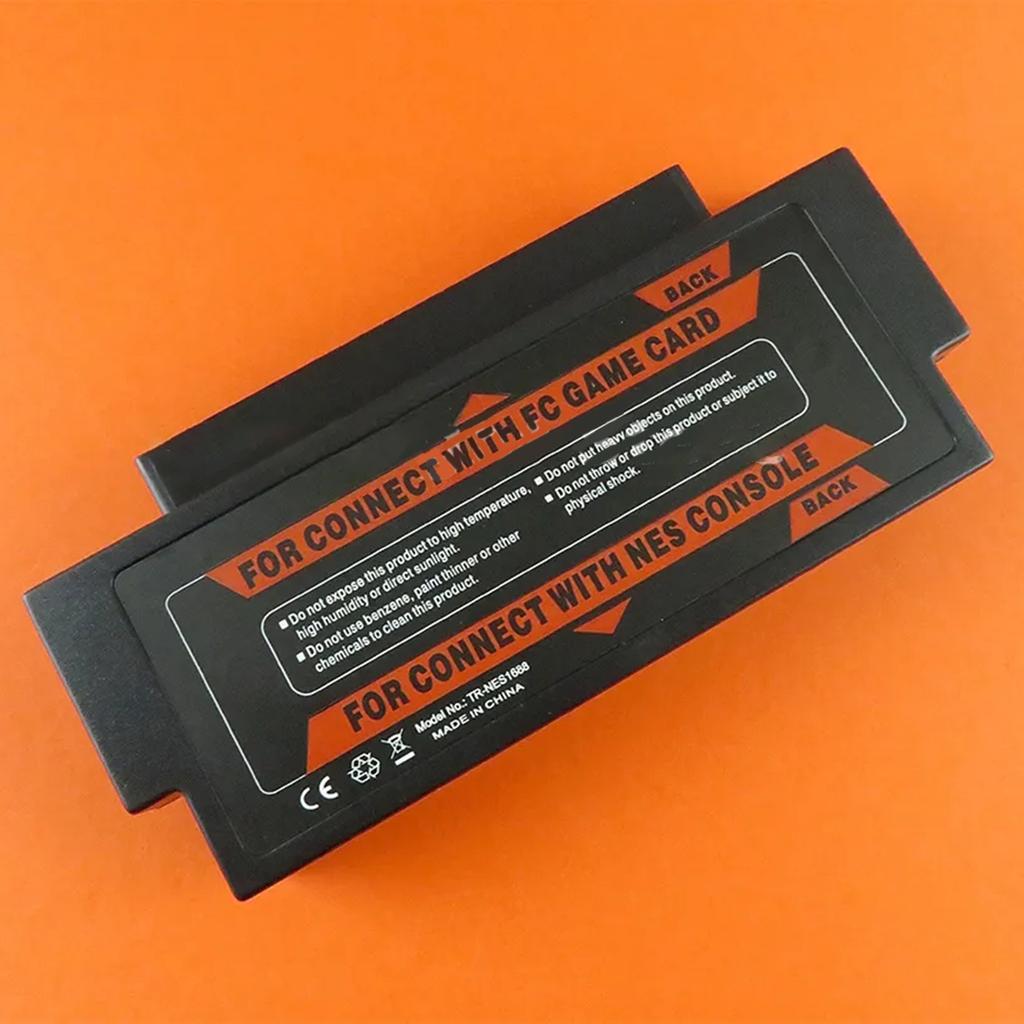 BACK
FOR CONNECT WITH FC GAME CARD
■ Do not expose this product to high temperature,
high humidity or direct sunlight.
■ Do not use benzene, paint thinner or other
chemicals to clean this product.
■ Do not put heavy objects on this product.
■ Do not throw or drop this product or subject it to
physical shock.
FOR CONNECT WITH NES CONSOLE
BACK
Model No.: TR-NES1688
MADE IN CHINA
CE